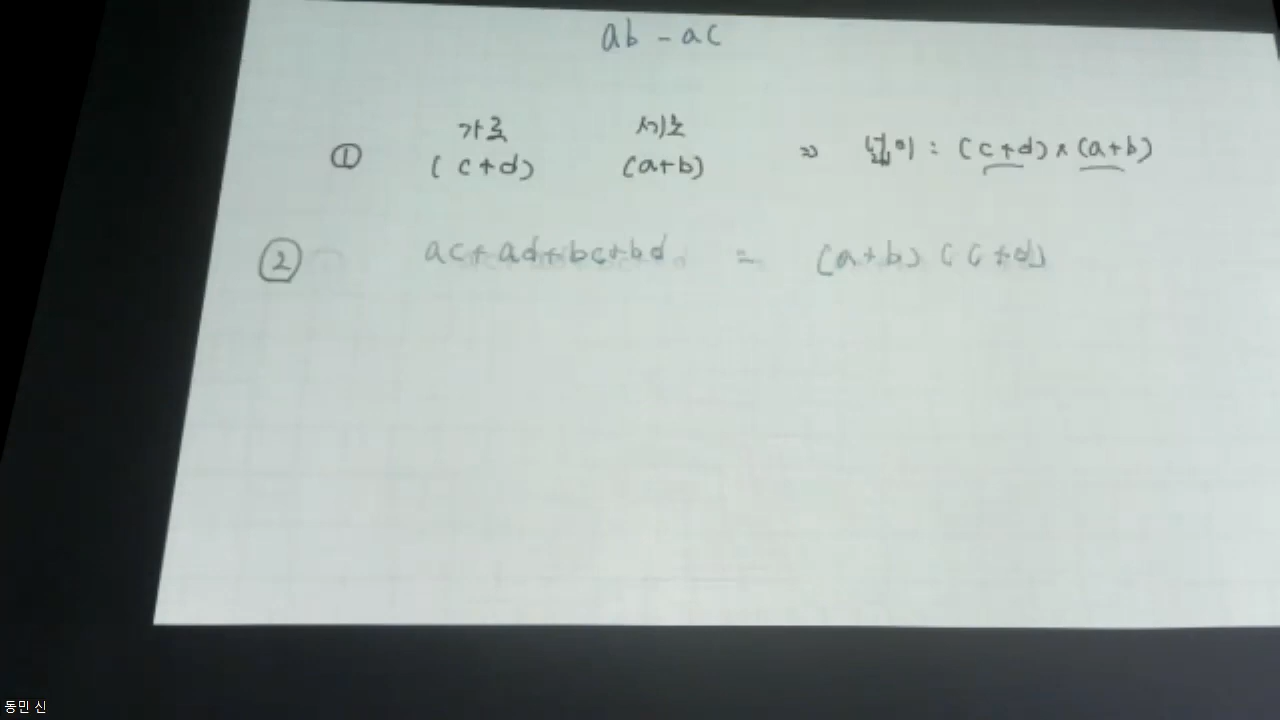 ab - ac
가로 세로
① (c+d) (a+b) ⇒ 넓이 : (c+d)×(a+b)
② ac+ad+bc+bd = (a+b)(c+d)
동민 신